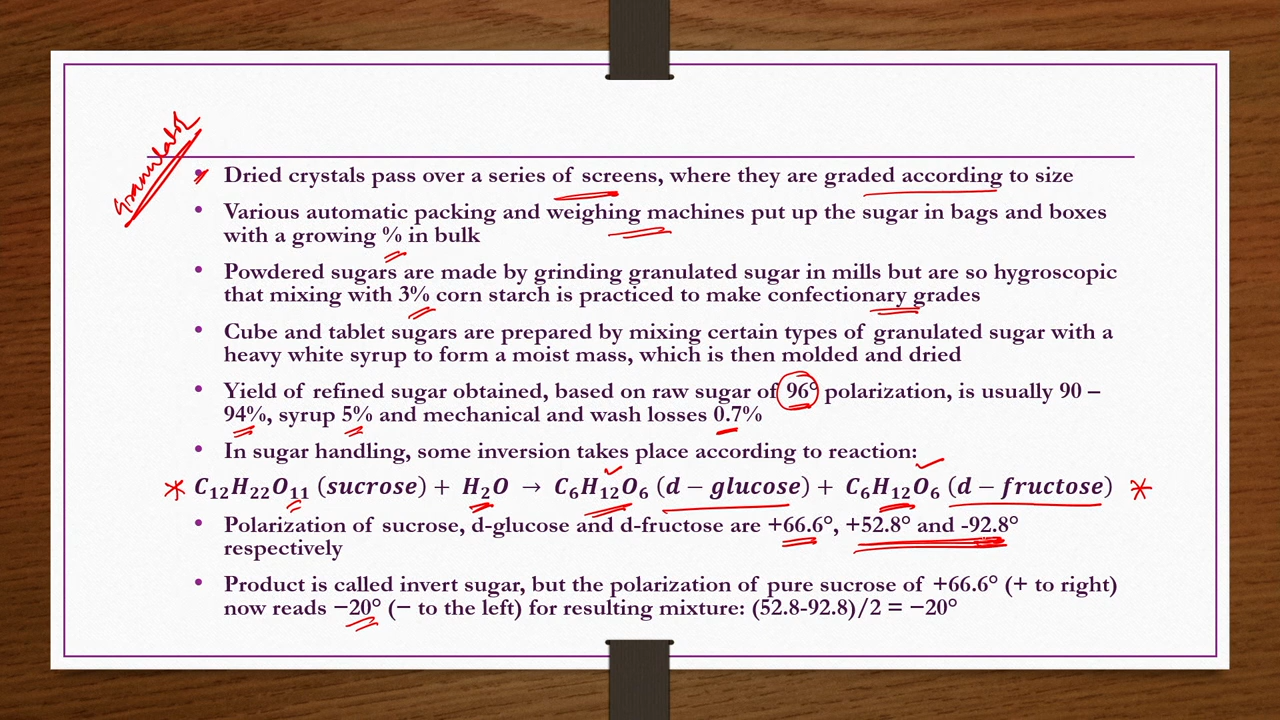 Granulated
• Dried crystals pass over a series of screens, where they are graded according to size
• Various automatic packing and weighing machines put up the sugar in bags and boxes
with a growing % in bulk
• Powdered sugars are made by grinding granulated sugar in mills but are so hygroscopic
that mixing with 3% corn starch is practiced to make confectionary grades
• Cube and tablet sugars are prepared by mixing certain types of granulated sugar with a
heavy white syrup to form a moist mass, which is then molded and dried
• Yield of refined sugar obtained, based on raw sugar of 96° polarization, is usually 90 –
94%, syrup 5% and mechanical and wash losses 0.7%
• In sugar handling, some inversion takes place according to reaction:
* C₁₂H₂₂O₁₁ (sucrose) + H₂O → C₆H₁₂O₆ (d − glucose) + C₆H₁₂O₆ (d − fructose) *
• Polarization of sucrose, d-glucose and d-fructose are +66.6°, +52.8° and -92.8°
respectively
• Product is called invert sugar, but the polarization of pure sucrose of +66.6° (+ to right)
now reads −20° (− to the left) for resulting mixture: (52.8-92.8)/2 = −20°